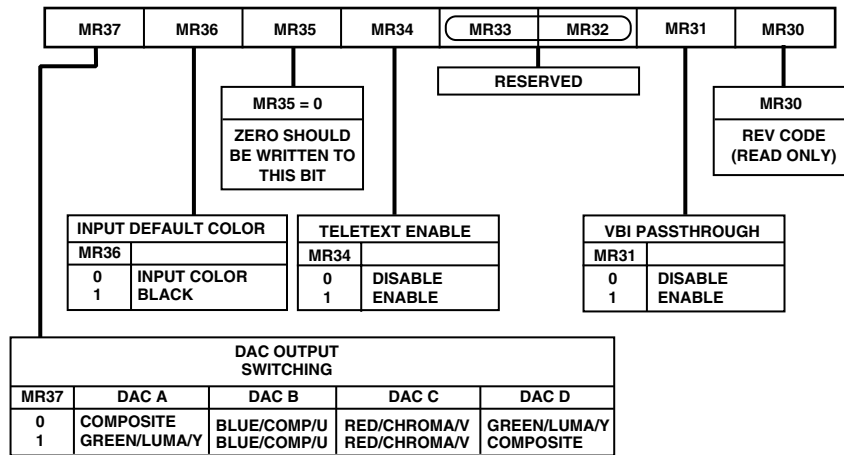 MR37 MR36 MR35 MR34 MR33 MR32 MR31 MR30
RESERVED
MR35 = 0
ZERO SHOULD
BE WRITTEN TO
THIS BIT
MR30
REV CODE
(READ ONLY)
INPUT DEFAULT COLOR
MR36
0 INPUT COLOR
1 BLACK
TELETEXT ENABLE
MR34
0 DISABLE
1 ENABLE
VBI PASSTHROUGH
MR31
0 DISABLE
1 ENABLE
DAC OUTPUT
SWITCHING
MR37 DAC A DAC B DAC C DAC D
0 COMPOSITE BLUE/COMP/U RED/CHROMA/V GREEN/LUMA/Y
1 GREEN/LUMA/Y BLUE/COMP/U RED/CHROMA/V COMPOSITE